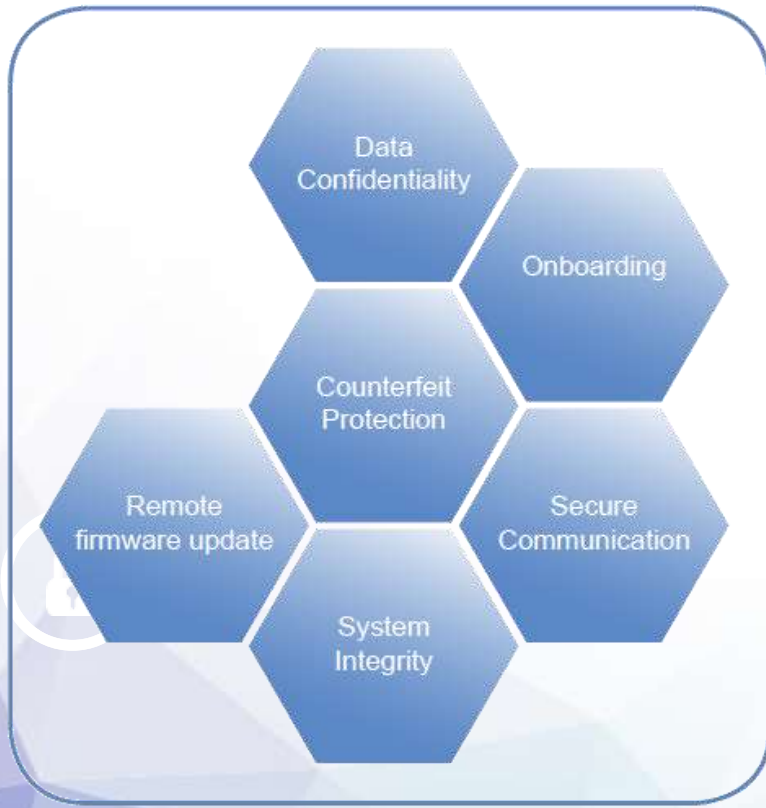 Data
Confidentiality
Onboarding
Counterfeit
Protection
Remote
firmware update
Secure
Communication
System
Integrity